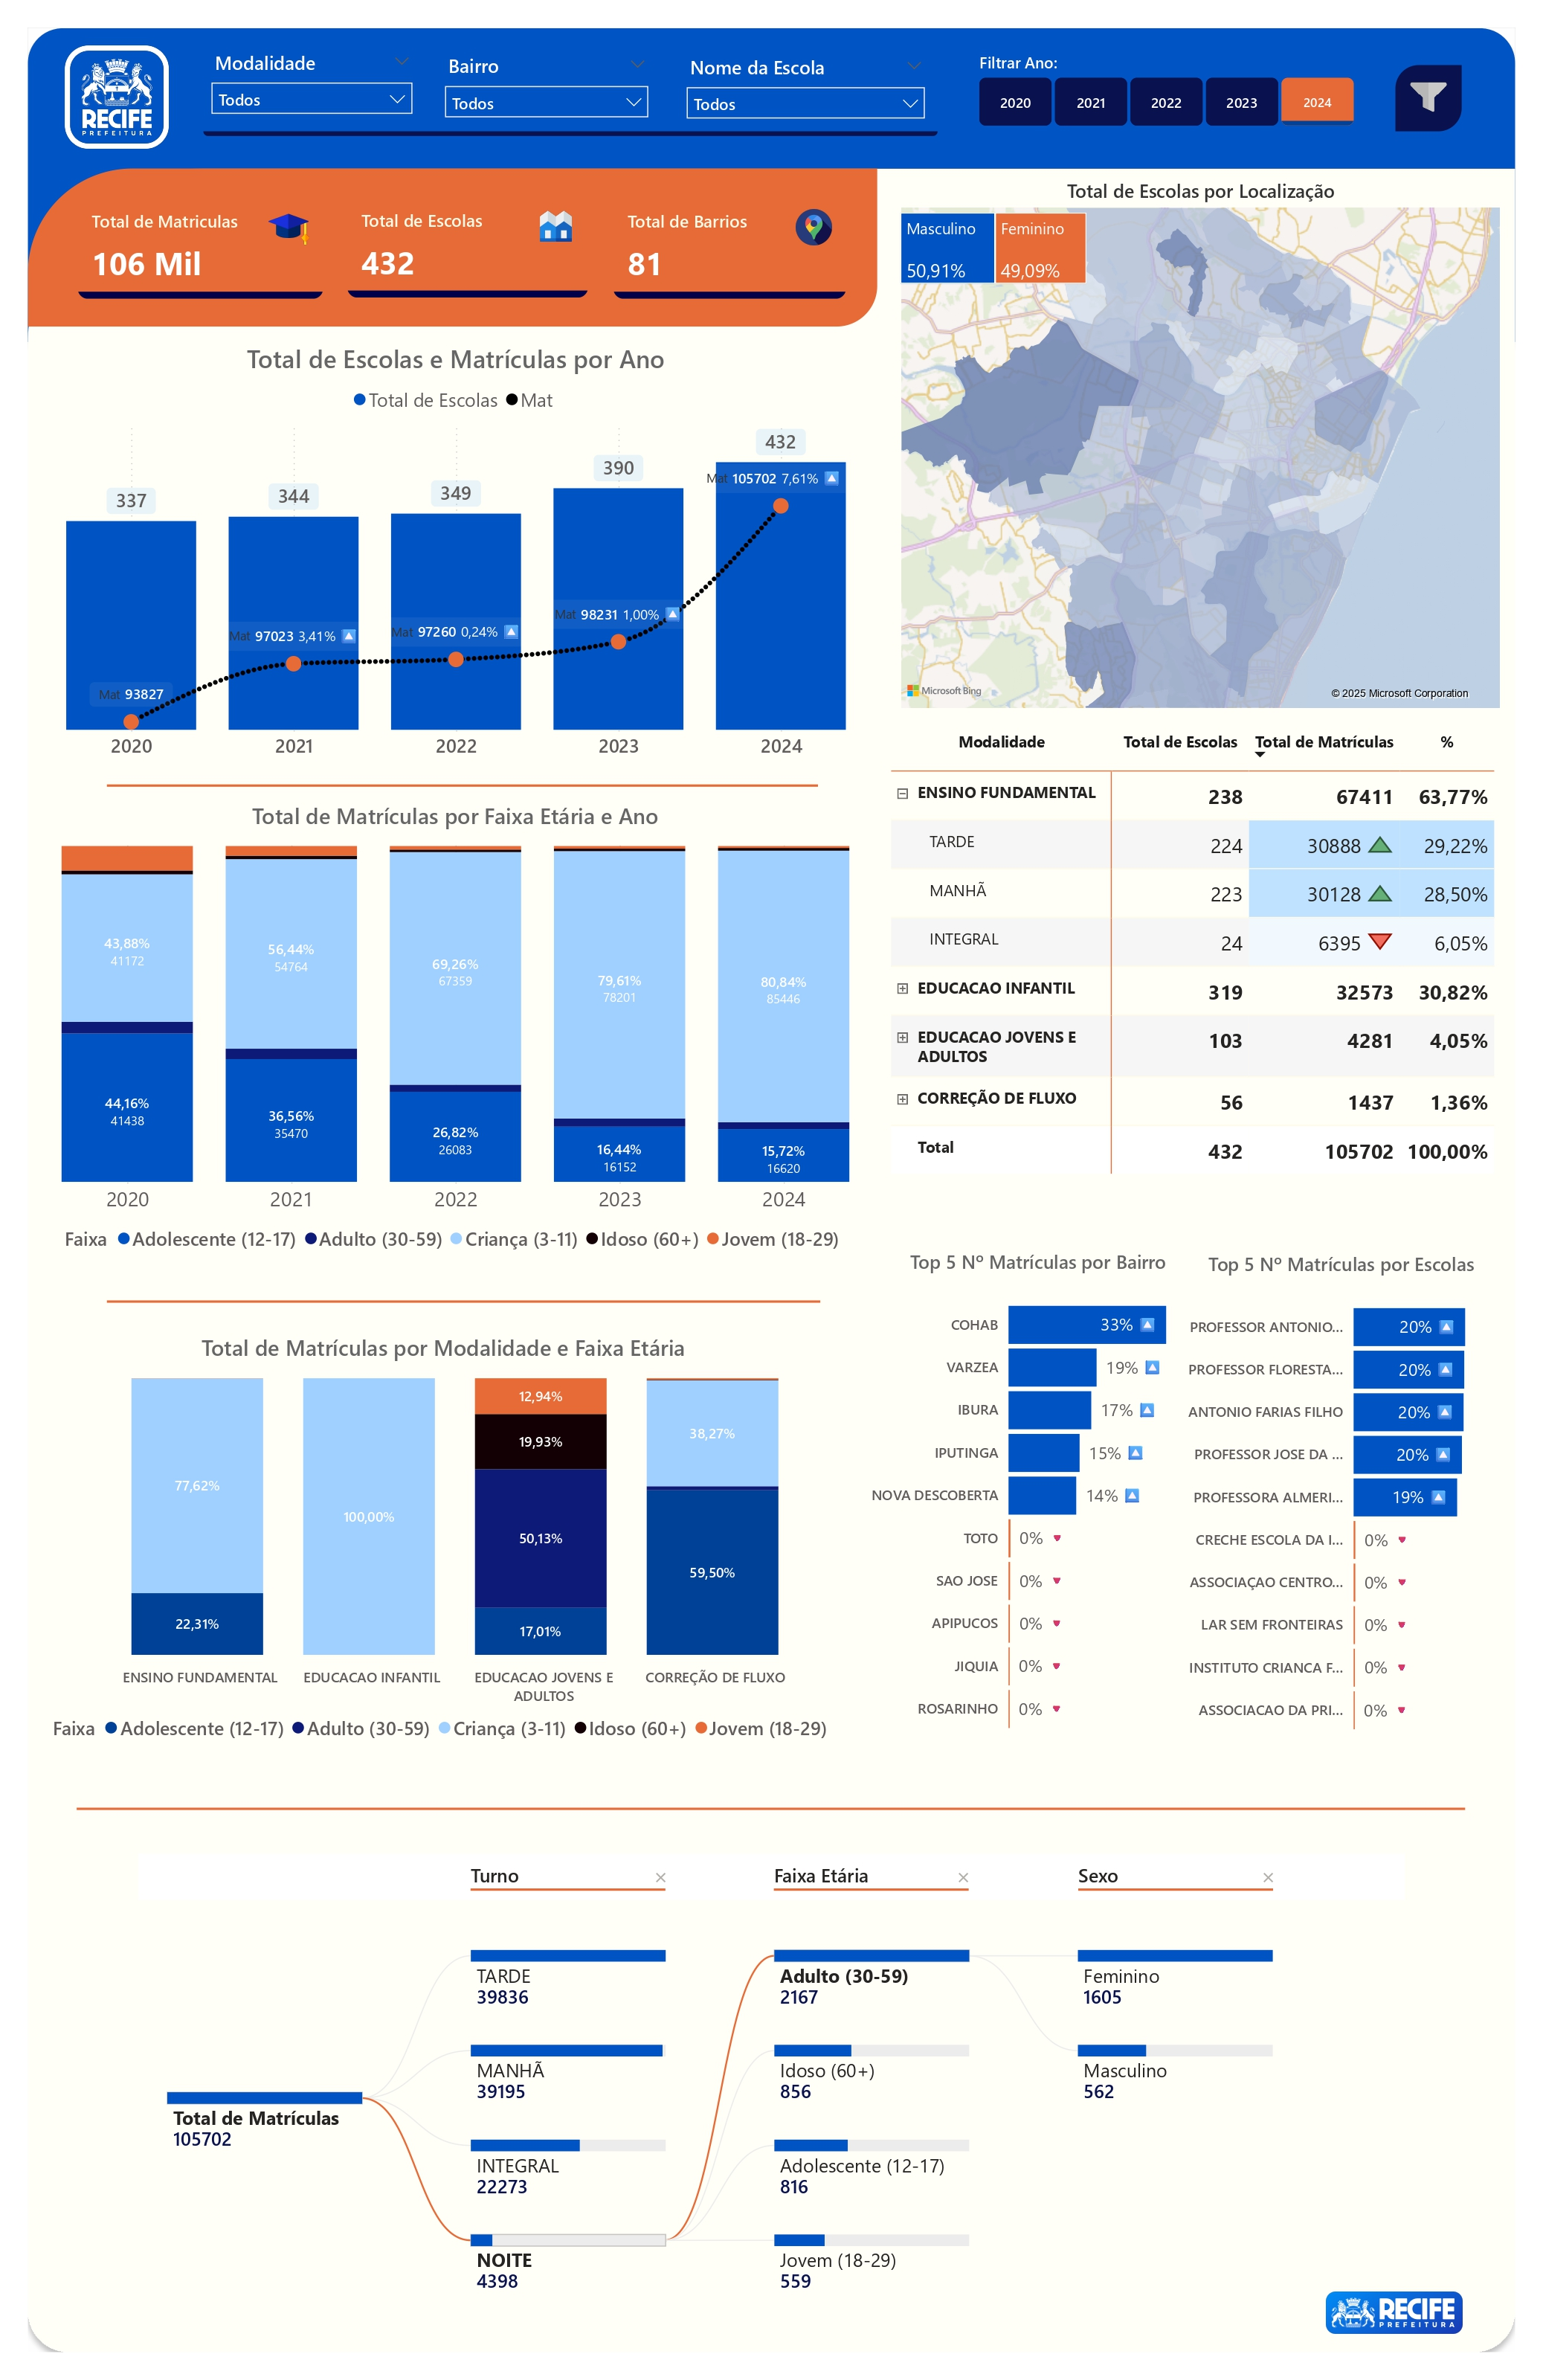 RECIFE
PREFEITURA
Modalidade
Todos
Bairro
Todos
Nome da Escola
Todos
Filtrar Ano:
2020
2021
2022
2023
2024
Total de Matriculas
106 Mil
Total de Escolas
432
Total de Barrios
81
Total de Escolas por Localização
Masculino
50,91%
Feminino
49,09%
Microsoft Bing
© 2025 Microsoft Corporation
Total de Escolas e Matrículas por Ano
Total de Escolas Mat
337
344
349
390
432
Mat 93827
Mat 97023 3,41%
Mat 97260 0,24%
Mat 98231 1,00%
Mat 105702 7,61%
2020
2021
2022
2023
2024
Total de Matrículas por Faixa Etária e Ano
43,88%
41172
44,16%
41438
56,44%
54764
36,56%
35470
69,26%
67359
26,82%
26083
79,61%
78201
16,44%
16152
80,84%
85446
15,72%
16620
2020
2021
2022
2023
2024
Faixa Adolescente (12-17) Adulto (30-59) Criança (3-11) Idoso (60+) Jovem (18-29)
Modalidade Total de Escolas Total de Matrículas %
ENSINO FUNDAMENTAL 238 67411 63,77%
TARDE 224 30888 29,22%
MANHÃ 223 30128 28,50%
INTEGRAL 24 6395 6,05%
EDUCACAO INFANTIL 319 32573 30,82%
EDUCACAO JOVENS E
ADULTOS
103 4281 4,05%
CORREÇÃO DE FLUXO 56 1437 1,36%
Total 432 105702 100,00%
Total de Matrículas por Modalidade e Faixa Etária
77,62%
22,31%
100,00%
12,94%
19,93%
50,13%
17,01%
38,27%
59,50%
ENSINO FUNDAMENTAL
EDUCACAO INFANTIL
EDUCACAO JOVENS E
ADULTOS
CORREÇÃO DE FLUXO
Faixa Adolescente (12-17) Adulto (30-59) Criança (3-11) Idoso (60+) Jovem (18-29)
Top 5 Nº Matrículas por Bairro
COHAB 33%
VARZEA 19%
IBURA 17%
IPUTINGA 15%
NOVA DESCOBERTA 14%
TOTO 0%
SAO JOSE 0%
APIPUCOS 0%
JIQUIA 0%
ROSARINHO 0%
Top 5 Nº Matrículas por Escolas
PROFESSOR ANTONIO... 20%
PROFESSOR FLORESTA... 20%
ANTONIO FARIAS FILHO 20%
PROFESSOR JOSE DA ... 20%
PROFESSORA ALMERI... 19%
CRECHE ESCOLA DA I... 0%
ASSOCIAÇAO CENTRO... 0%
LAR SEM FRONTEIRAS 0%
INSTITUTO CRIANCA F... 0%
ASSOCIACAO DA PRI... 0%
Turno
Faixa Etária
Sexo
Total de Matrículas
105702
TARDE
39836
MANHÃ
39195
INTEGRAL
22273
NOITE
4398
Adulto (30-59)
2167
Idoso (60+)
856
Adolescente (12-17)
816
Jovem (18-29)
559
Feminino
1605
Masculino
562
RECIFE
PREFEITURA